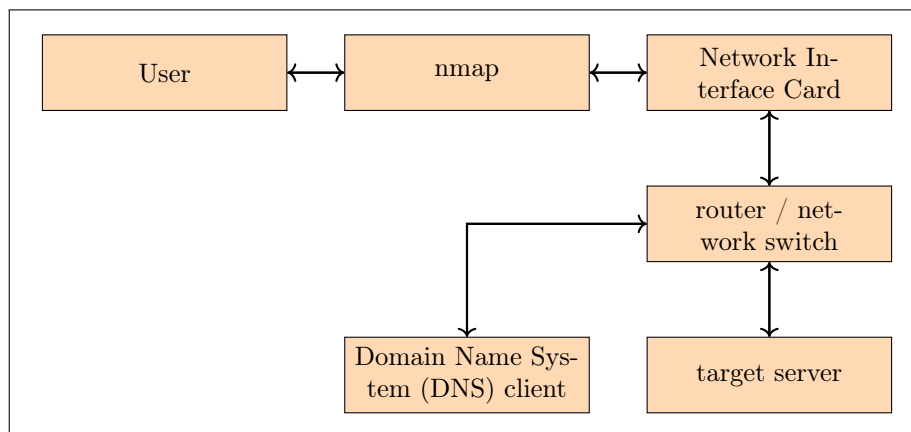 User
nmap
Network In-
terface Card
router / net-
work switch
Domain Name Sys-
tem (DNS) client
target server